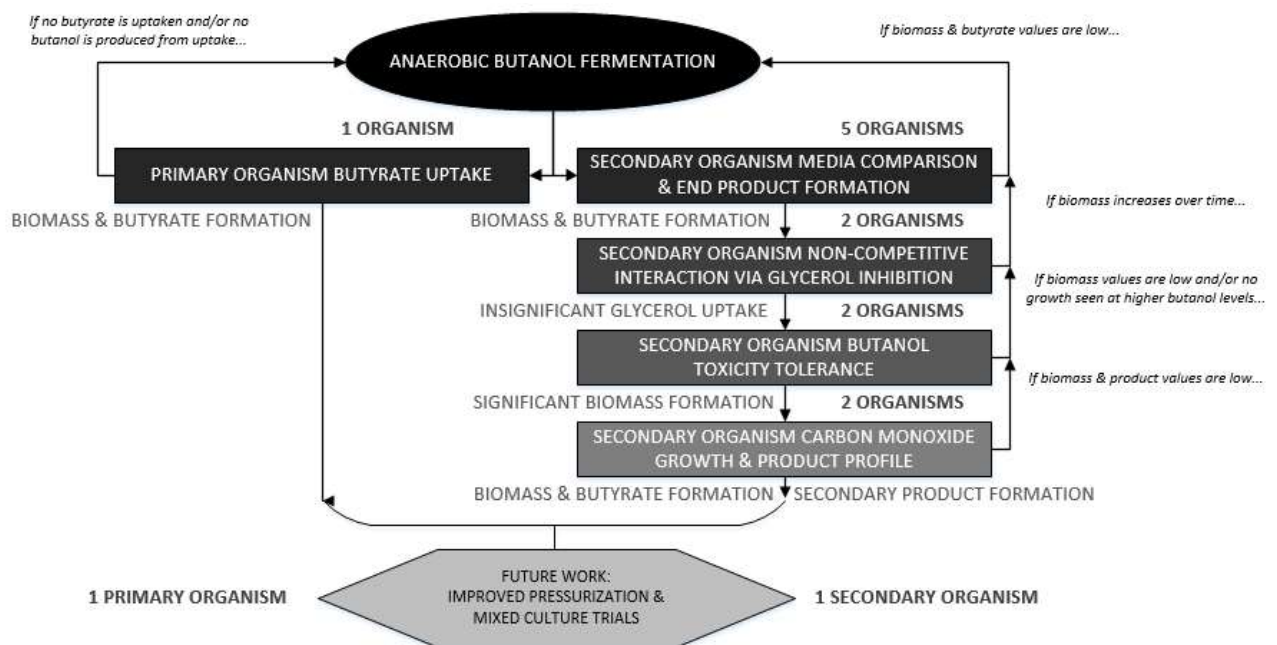 If no butyrate is uptaken and/or no
butanol is produced from uptake...
If biomass & butyrate values are low...
ANAEROBIC BUTANOL FERMENTATION
1 ORGANISM
5 ORGANISMS
PRIMARY ORGANISM BUTYRATE UPTAKE
SECONDARY ORGANISM MEDIA COMPARISON
& END PRODUCT FORMATION
BIOMASS & BUTYRATE FORMATION
BIOMASS & BUTYRATE FORMATION
2 ORGANISMS
If biomass increases over time...
SECONDARY ORGANISM NON-COMPETITIVE
INTERACTION VIA GLYCEROL INHIBITION
If biomass values are low and/or no
growth seen at higher butanol levels...
INSIGNIFICANT GLYCEROL UPTAKE
2 ORGANISMS
SECONDARY ORGANISM BUTANOL
TOXICITY TOLERANCE
If biomass & product values are low...
SIGNIFICANT BIOMASS FORMATION
2 ORGANISMS
SECONDARY ORGANISM CARBON MONOXIDE
GROWTH & PRODUCT PROFILE
BIOMASS & BUTYRATE FORMATION
SECONDARY PRODUCT FORMATION
FUTURE WORK:
IMPROVED PRESSURIZATION &
MIXED CULTURE TRIALS
1 PRIMARY ORGANISM
1 SECONDARY ORGANISM